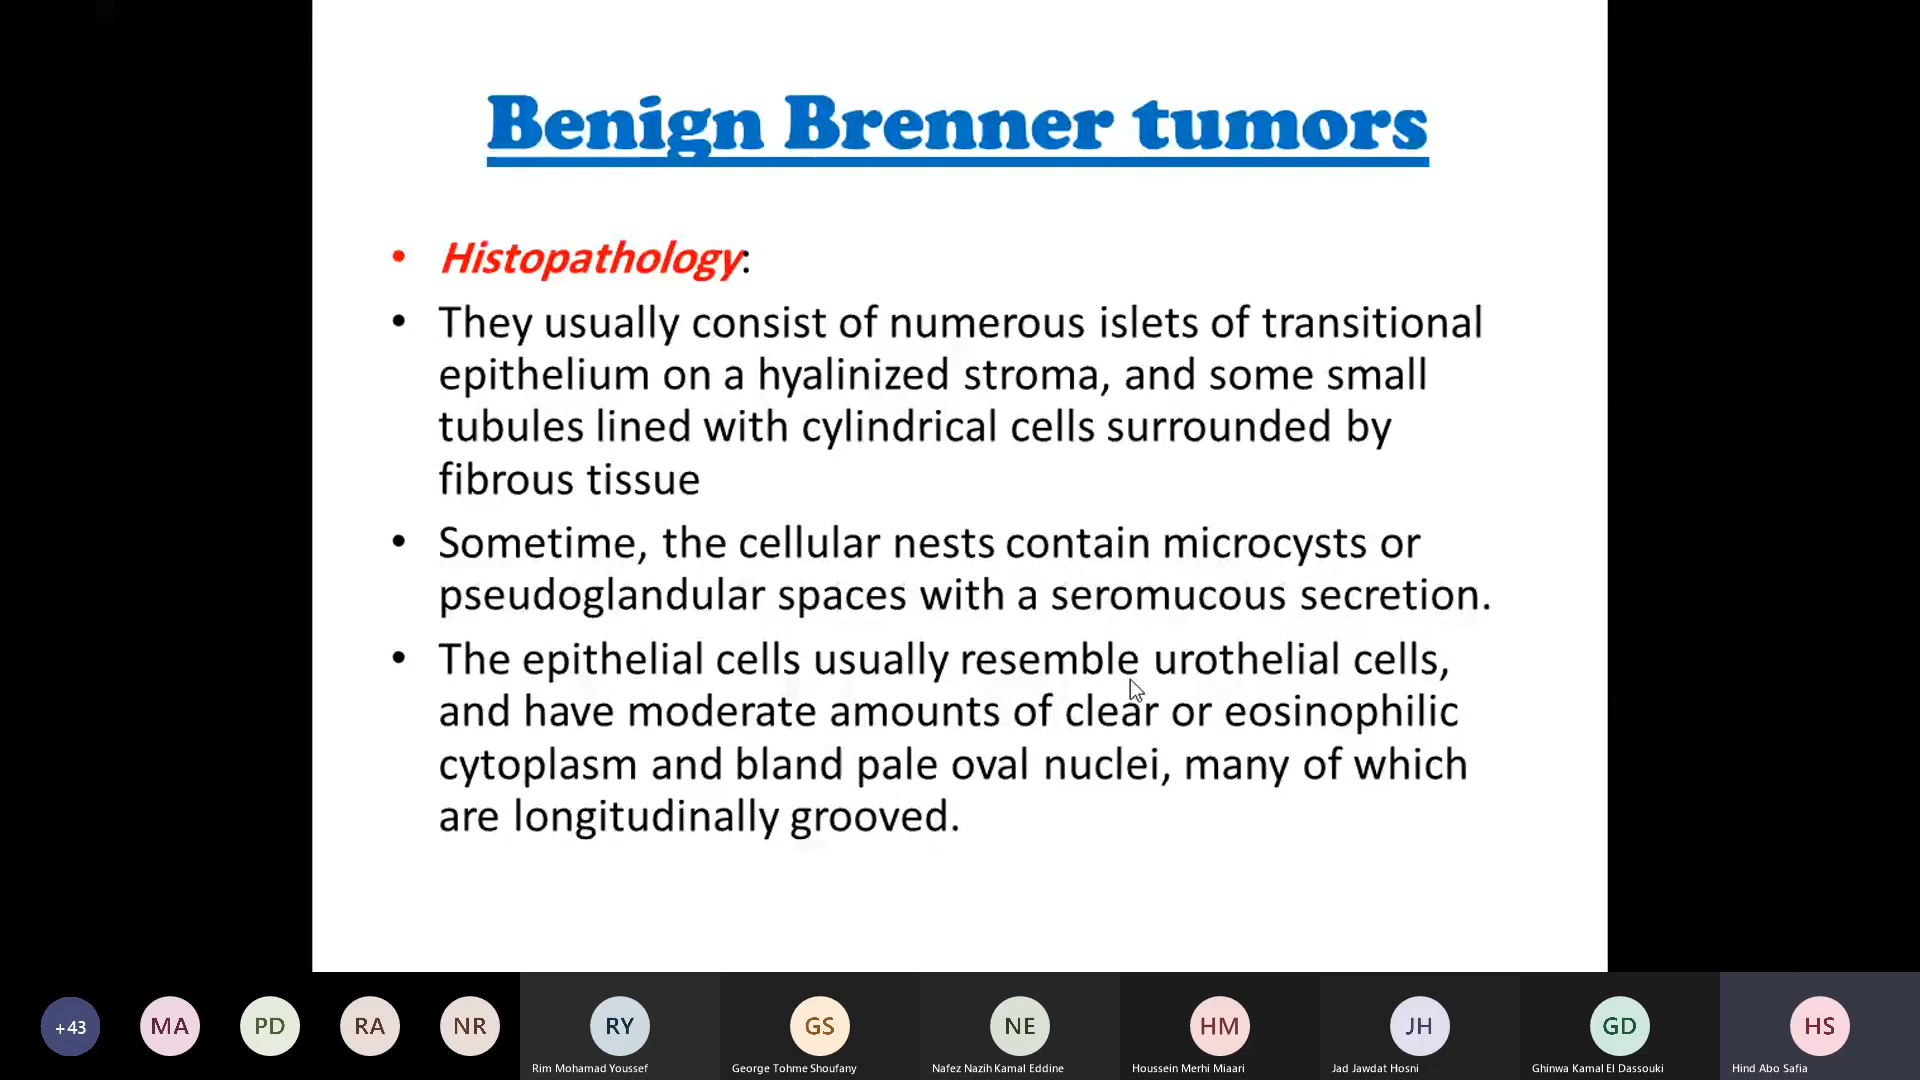 Benign Brenner tumors
• Histopathology:
• They usually consist of numerous islets of transitional
epithelium on a hyalinized stroma, and some small
tubules lined with cylindrical cells surrounded by
fibrous tissue
• Sometime, the cellular nests contain microcysts or
pseudoglandular spaces with a seromucous secretion.
• The epithelial cells usually resemble urothelial cells,
and have moderate amounts of clear or eosinophilic
cytoplasm and bland pale oval nuclei, many of which
are longitudinally grooved.
+43 MA PD RA NR RY GS NE HM JH GD HS
Rim Mohamad Youssef George Tohme Shoufany Nafez Nazih Kamal Eddine Houssein Merhi Miaari Jad Jawdat Hosni Ghinwa Kamal El Dassouki Hind Abo Safia